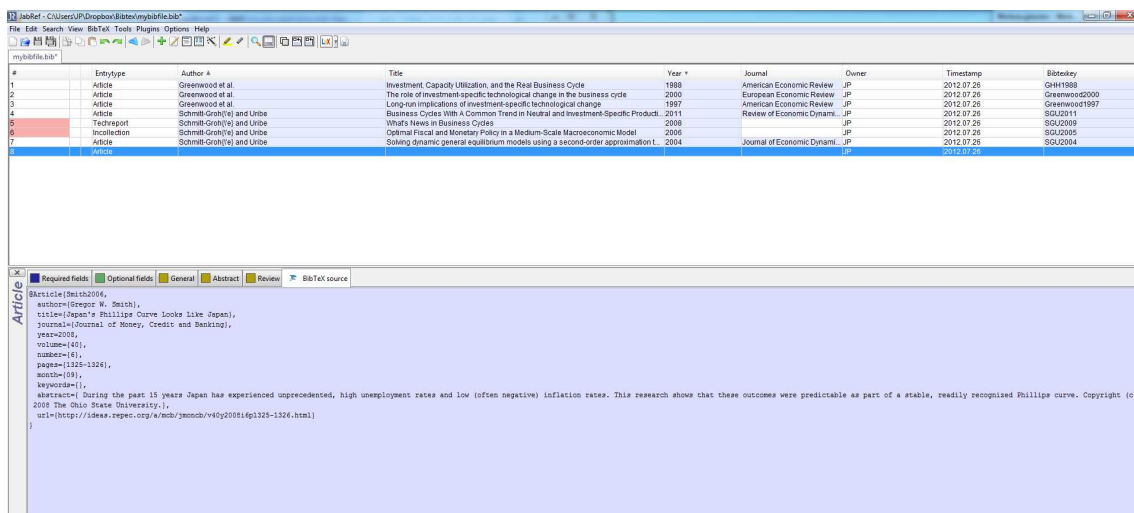 JabRef - C:\Users\JP\Dropbox\Bibtex\mybibfile.bib*
File Edit Search View BibTeX Tools Plugins Options Help
mybibfile.bib*
# Entrytype Author Title Year Journal Owner Timestamp Bibtexkey
1 Article Greenwood et al. Investment, Capacity Utilization, and the Real Business Cycle 1988 American Economic Review JP 2012.07.26 GHH1988
2 Article Greenwood et al. The role of investment-specific technological change in the business cycle 2000 European Economic Review JP 2012.07.26 Greenwood2000
3 Article Greenwood et al. Long-run implications of investment-specific technological change 1997 American Economic Review JP 2012.07.26 Greenwood1997
4 Article Schmitt-Groh{\'e} and Uribe Business Cycles With A Common Trend in Neutral and Investment-Specific Producti... 2011 Review of Economic Dynami... JP 2012.07.26 SGU2011
5 Techreport Schmitt-Groh{\'e} and Uribe What's News in Business Cycles 2008 JP 2012.07.26 SGU2009
6 Incollection Schmitt-Groh{\'e} and Uribe Optimal Fiscal and Monetary Policy in a Medium-Scale Macroeconomic Model 2006 JP 2012.07.26 SGU2005
7 Article Schmitt-Groh{\'e} and Uribe Solving dynamic general equilibrium models using a second-order approximation t... 2004 Journal of Economic Dynami... JP 2012.07.26 SGU2004
8 Article JP 2012.07.26
Required fields Optional fields General Abstract Review BibTeX source
Article
@Article{Smith2006,
author={Gregor W. Smith},
title={Japan's Phillips Curve Looks Like Japan},
journal={Journal of Money, Credit and Banking},
year=2008,
volume={40},
number={6},
pages={1325-1326},
month={09},
keywords={},
abstract={ During the past 15 years Japan has experienced unprecedented, high unemployment rates and low (often negative) inflation rates. This research shows that these outcomes were predictable as part of a stable, readily recognized Phillips curve. Copyright (c
2008 The Ohio State University.},
url={http://ideas.repec.org/a/mcb/jmoncb/v40y2008i6p1325-1326.html}
}